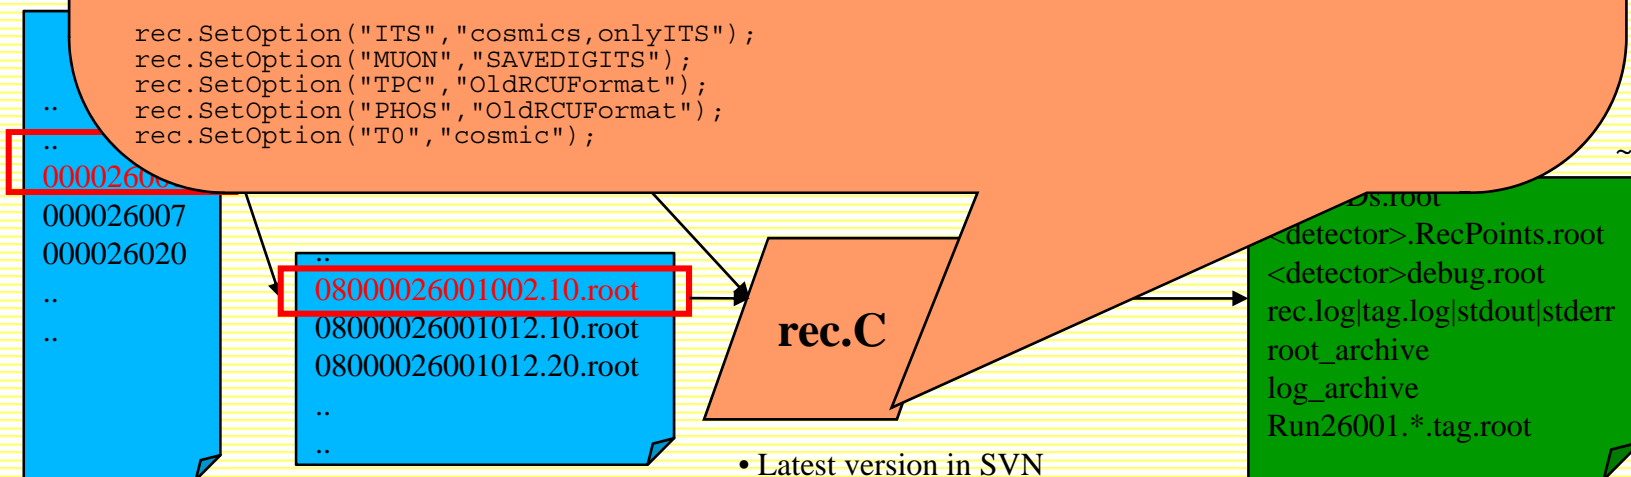 rec.SetOption("ITS","cosmics,onlyITS");
rec.SetOption("MUON","SAVEDIGITS");
rec.SetOption("TPC","OldRCUFormat");
rec.SetOption("PHOS","OldRCUFormat");
rec.SetOption("T0","cosmic");
..
..
000026007
000026020
..
..
..
08000026001002.10.root
08000026001012.10.root
08000026001012.20.root
..
..
rec.C
• Latest version in SVN
~
<detector>.RecPoints.root
<detector>debug.root
rec.log|tag.log|stdout|stderr
root_archive
log_archive
Run26001.*.tag.root